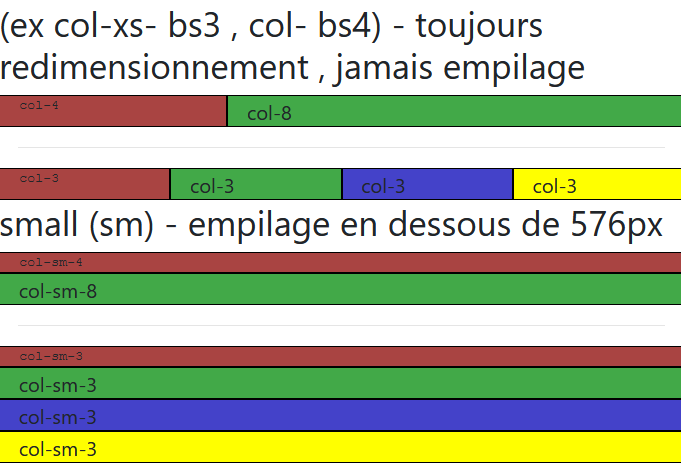 (ex col-xs- bs3 , col- bs4) - toujours
redimensionnement , jamais empilage
col-4 col-8
col-3 col-3 col-3 col-3
small (sm) - empilage en dessous de 576px
col-sm-4
col-sm-8
col-sm-3
col-sm-3
col-sm-3
col-sm-3